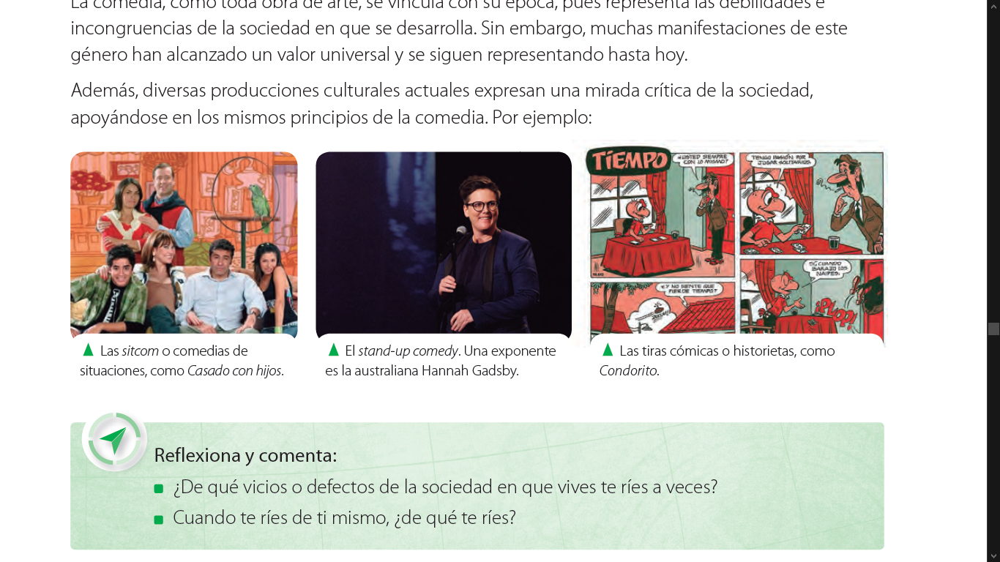 La comedia, como toda obra de arte, se vincula con su época, pues representa las debilidades e
incongruencias de la sociedad en que se desarrolla. Sin embargo, muchas manifestaciones de este
género han alcanzado un valor universal y se siguen representando hasta hoy.
Además, diversas producciones culturales actuales expresan una mirada crítica de la sociedad,
apoyándose en los mismos principios de la comedia. Por ejemplo:
TIEMPO
¿USTED SIEMPRE
CON LO MISMO?
TENGO PASIÓN POR
JUGAR SOLITARIOS
¿Y NO SIENTE QUE
PIERDE TIEMPO?
SÍ, CUANDO
BARAJO LOS
NAIPES.
¡PLOP!
Las sitcom o comedias de
situaciones, como Casado con hijos.
El stand-up comedy. Una exponente
es la australiana Hannah Gadsby.
Las tiras cómicas o historietas, como
Condorito.
Reflexiona y comenta:
¿De qué vicios o defectos de la sociedad en que vives te ríes a veces?
Cuando te ríes de ti mismo, ¿de qué te ríes?